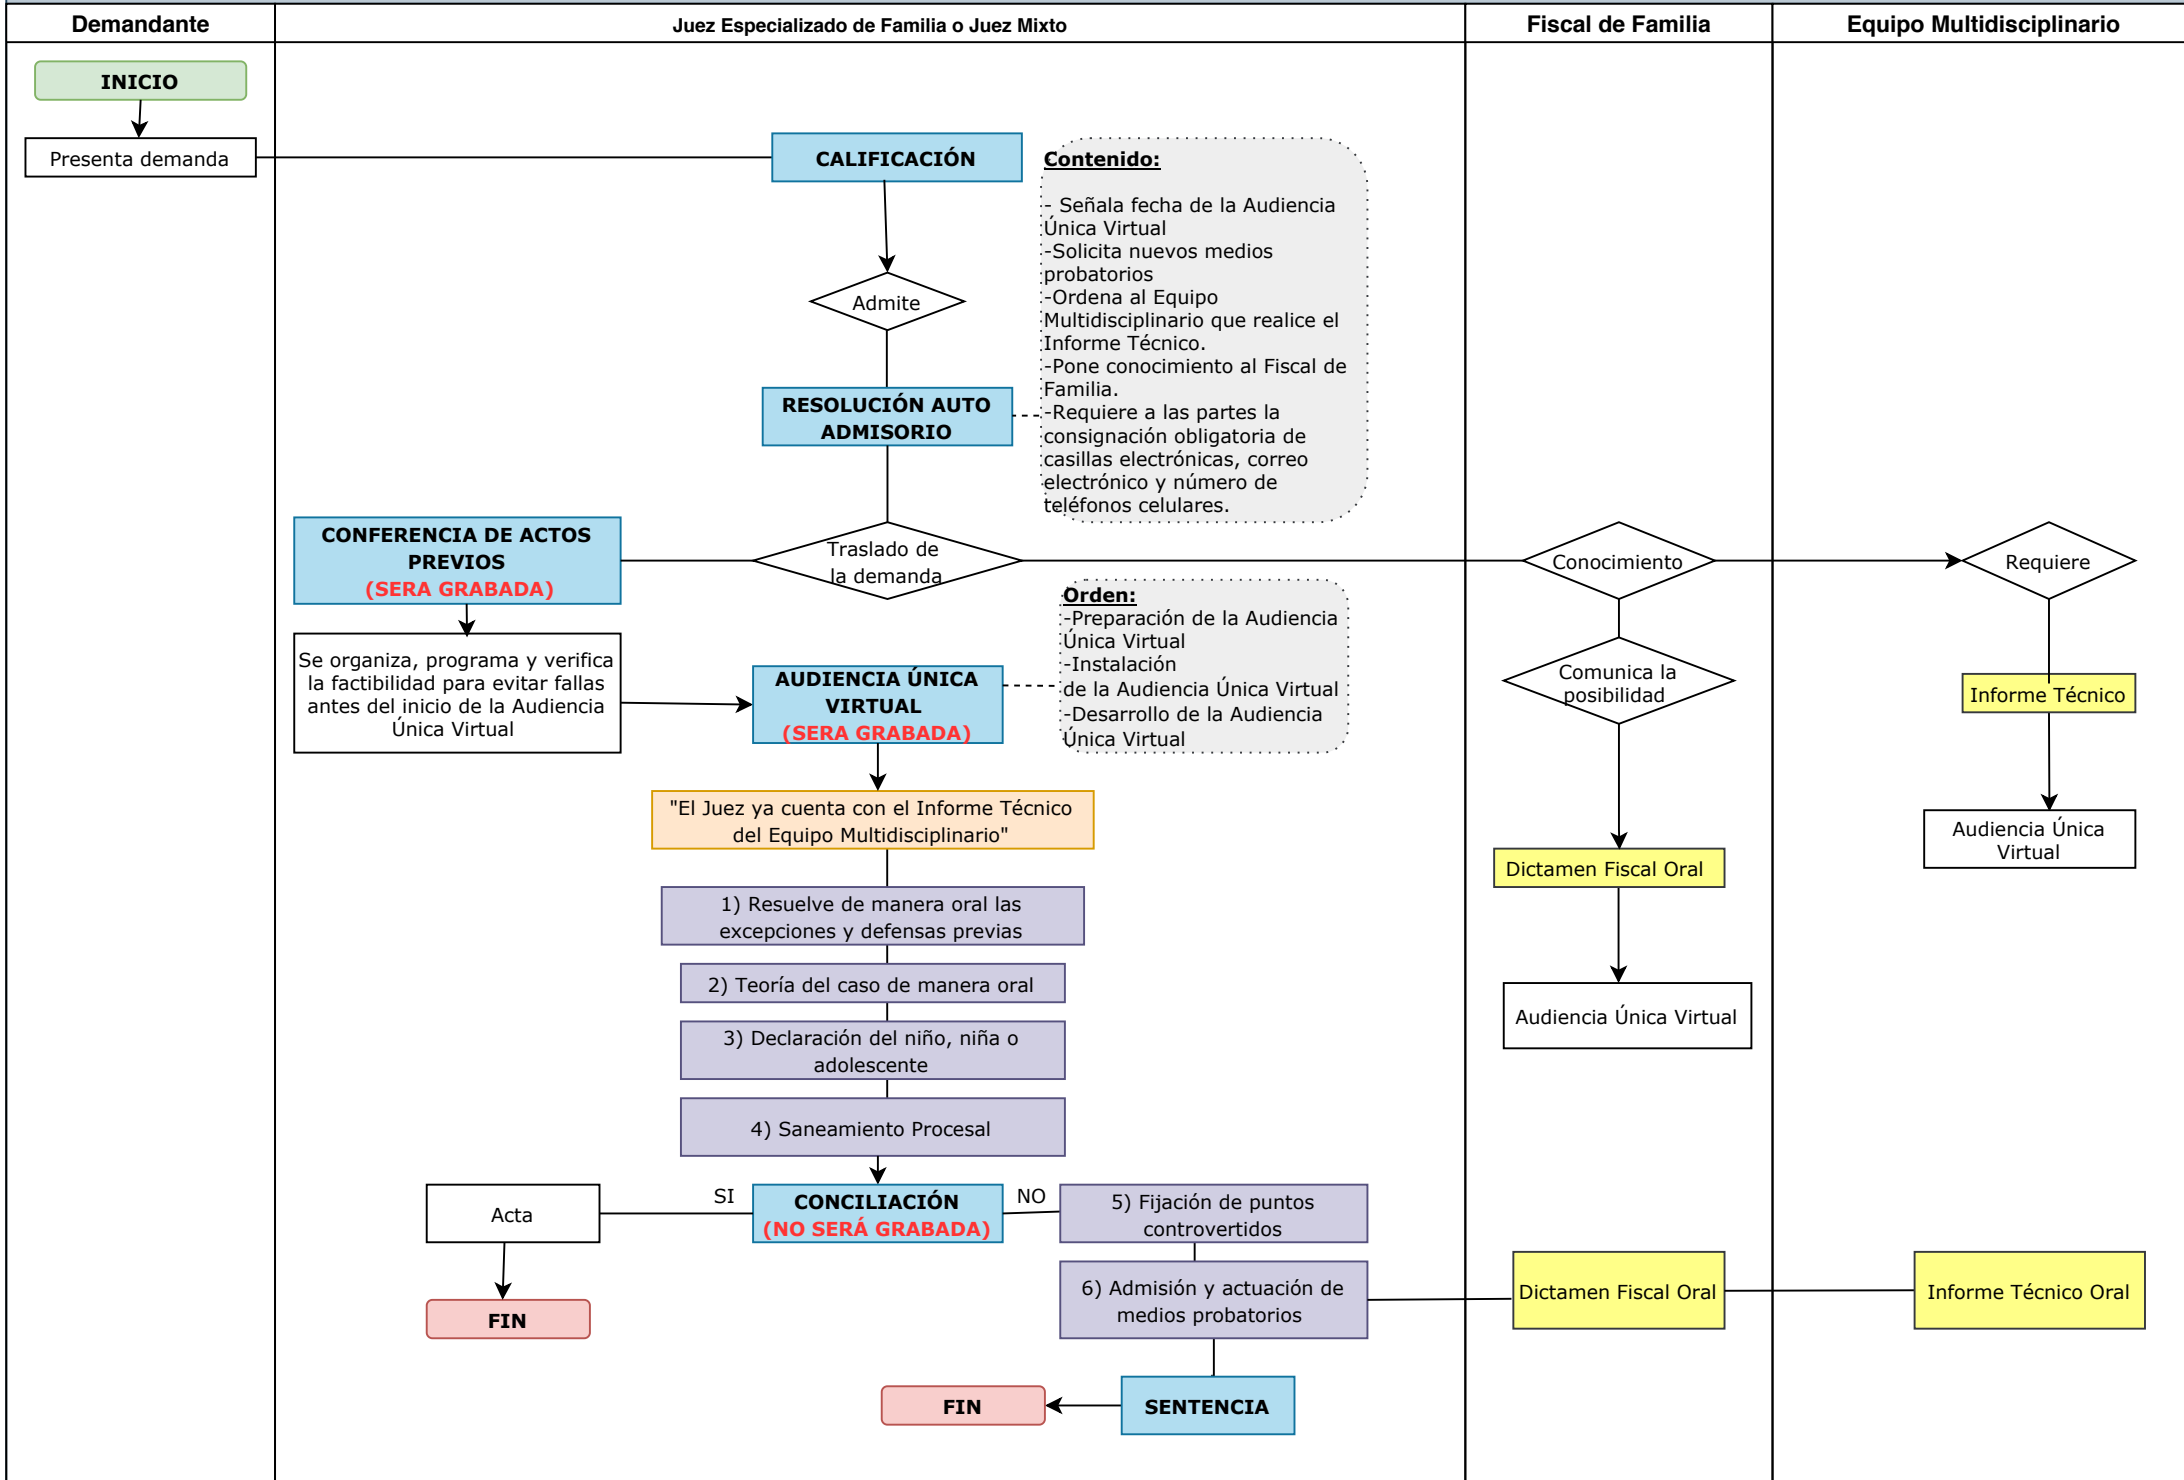 Demandante
Juez Especializado de Familia o Juez Mixto
Fiscal de Familia
Equipo Multidisciplinario
INICIO
Presenta demanda
CALIFICACIÓN
Contenido:
- Señala fecha de la Audiencia
Única Virtual
-Solicita nuevos medios
probatorios
-Ordena al Equipo
Multidisciplinario que realice el
Informe Técnico.
-Pone conocimiento al Fiscal de
Familia.
-Requiere a las partes la
consignación obligatoria de
casillas electrónicas, correo
electrónico y número de
teléfonos celulares.
Admite
RESOLUCIÓN AUTO
ADMISORIO
CONFERENCIA DE ACTOS
PREVIOS
(SERA GRABADA)
Traslado de
la demanda
Conocimiento
Requiere
Orden:
-Preparación de la Audiencia
Única Virtual
-Instalación
de la Audiencia Única Virtual
-Desarrollo de la Audiencia
Única Virtual
Se organiza, programa y verifica
la factibilidad para evitar fallas
antes del inicio de la Audiencia
Única Virtual
AUDIENCIA ÚNICA
VIRTUAL
(SERA GRABADA)
Comunica la
posibilidad
Informe Técnico
"El Juez ya cuenta con el Informe Técnico
del Equipo Multidisciplinario"
Audiencia Única
Virtual
Dictamen Fiscal Oral
1) Resuelve de manera oral las
excepciones y defensas previas
2) Teoría del caso de manera oral
Audiencia Única Virtual
3) Declaración del niño, niña o
adolescente
4) Saneamiento Procesal
Acta
SI
CONCILIACIÓN
(NO SERÁ GRABADA)
NO
5) Fijación de puntos
controvertidos
6) Admisión y actuación de
medios probatorios
Dictamen Fiscal Oral
Informe Técnico Oral
FIN
FIN
SENTENCIA